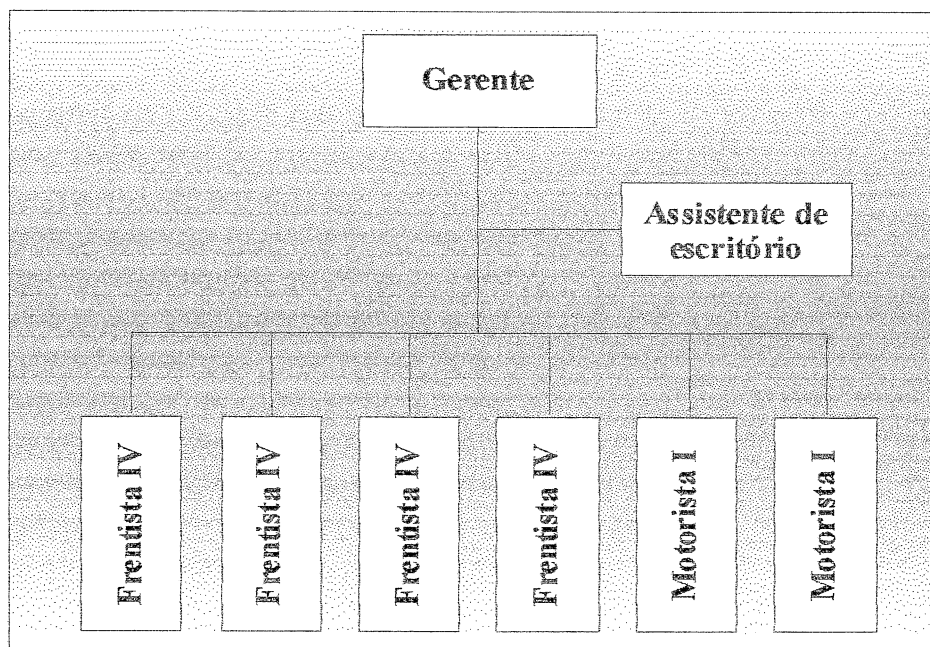 Gerente
Assistente de
escritório
Frentista IV
Frentista IV
Frentista IV
Frentista IV
Motorista I
Motorista I